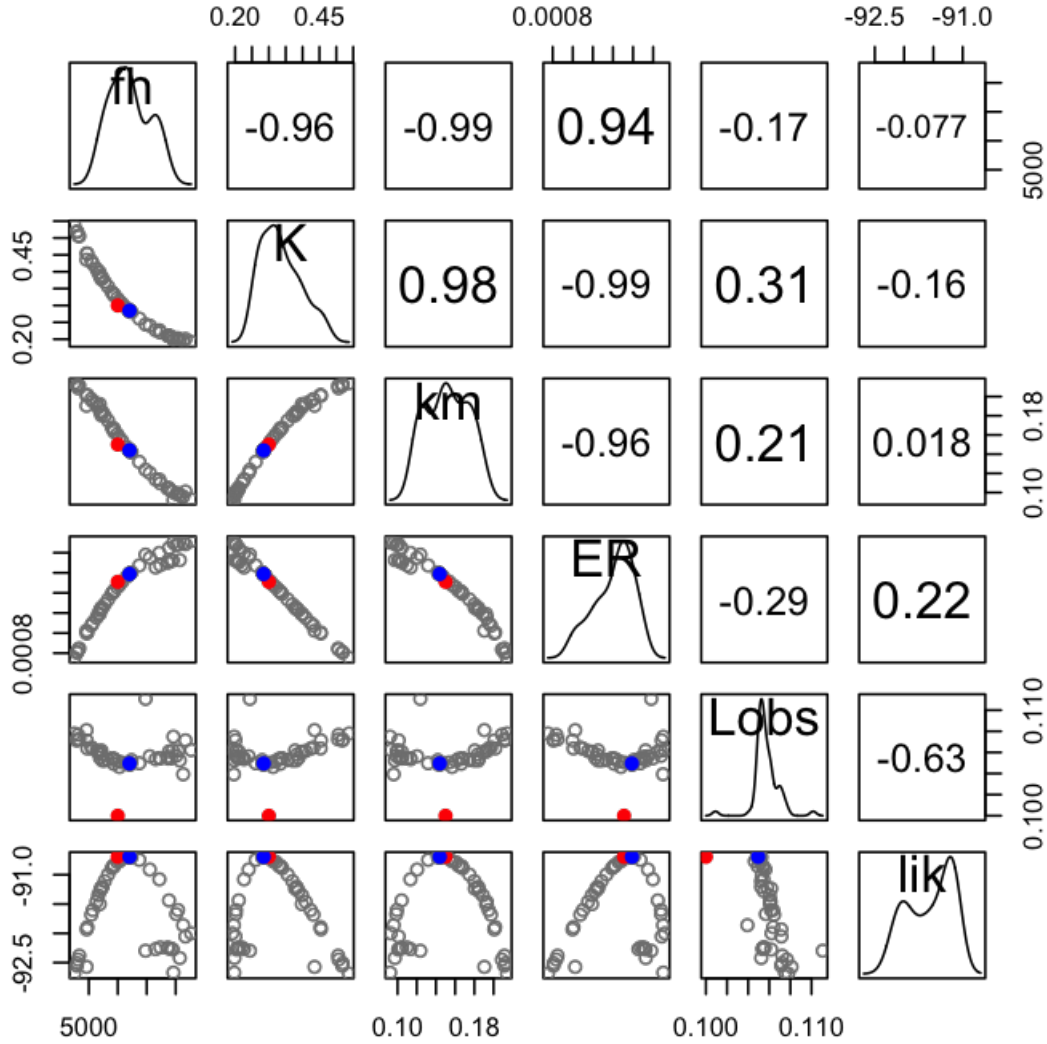 0.20 0.45 0.0008 -92.5 -91.0
fh -0.96 -0.99 0.94 -0.17 -0.077 5000
0.20 0.45 K 0.98 -0.99 0.31 -0.16
km -0.96 0.21 0.018 0.10 0.18
0.0008 ER -0.29 0.22
Lobs -0.63 0.100 0.110
-92.5 -91.0 lik
5000 0.10 0.18 0.100 0.110